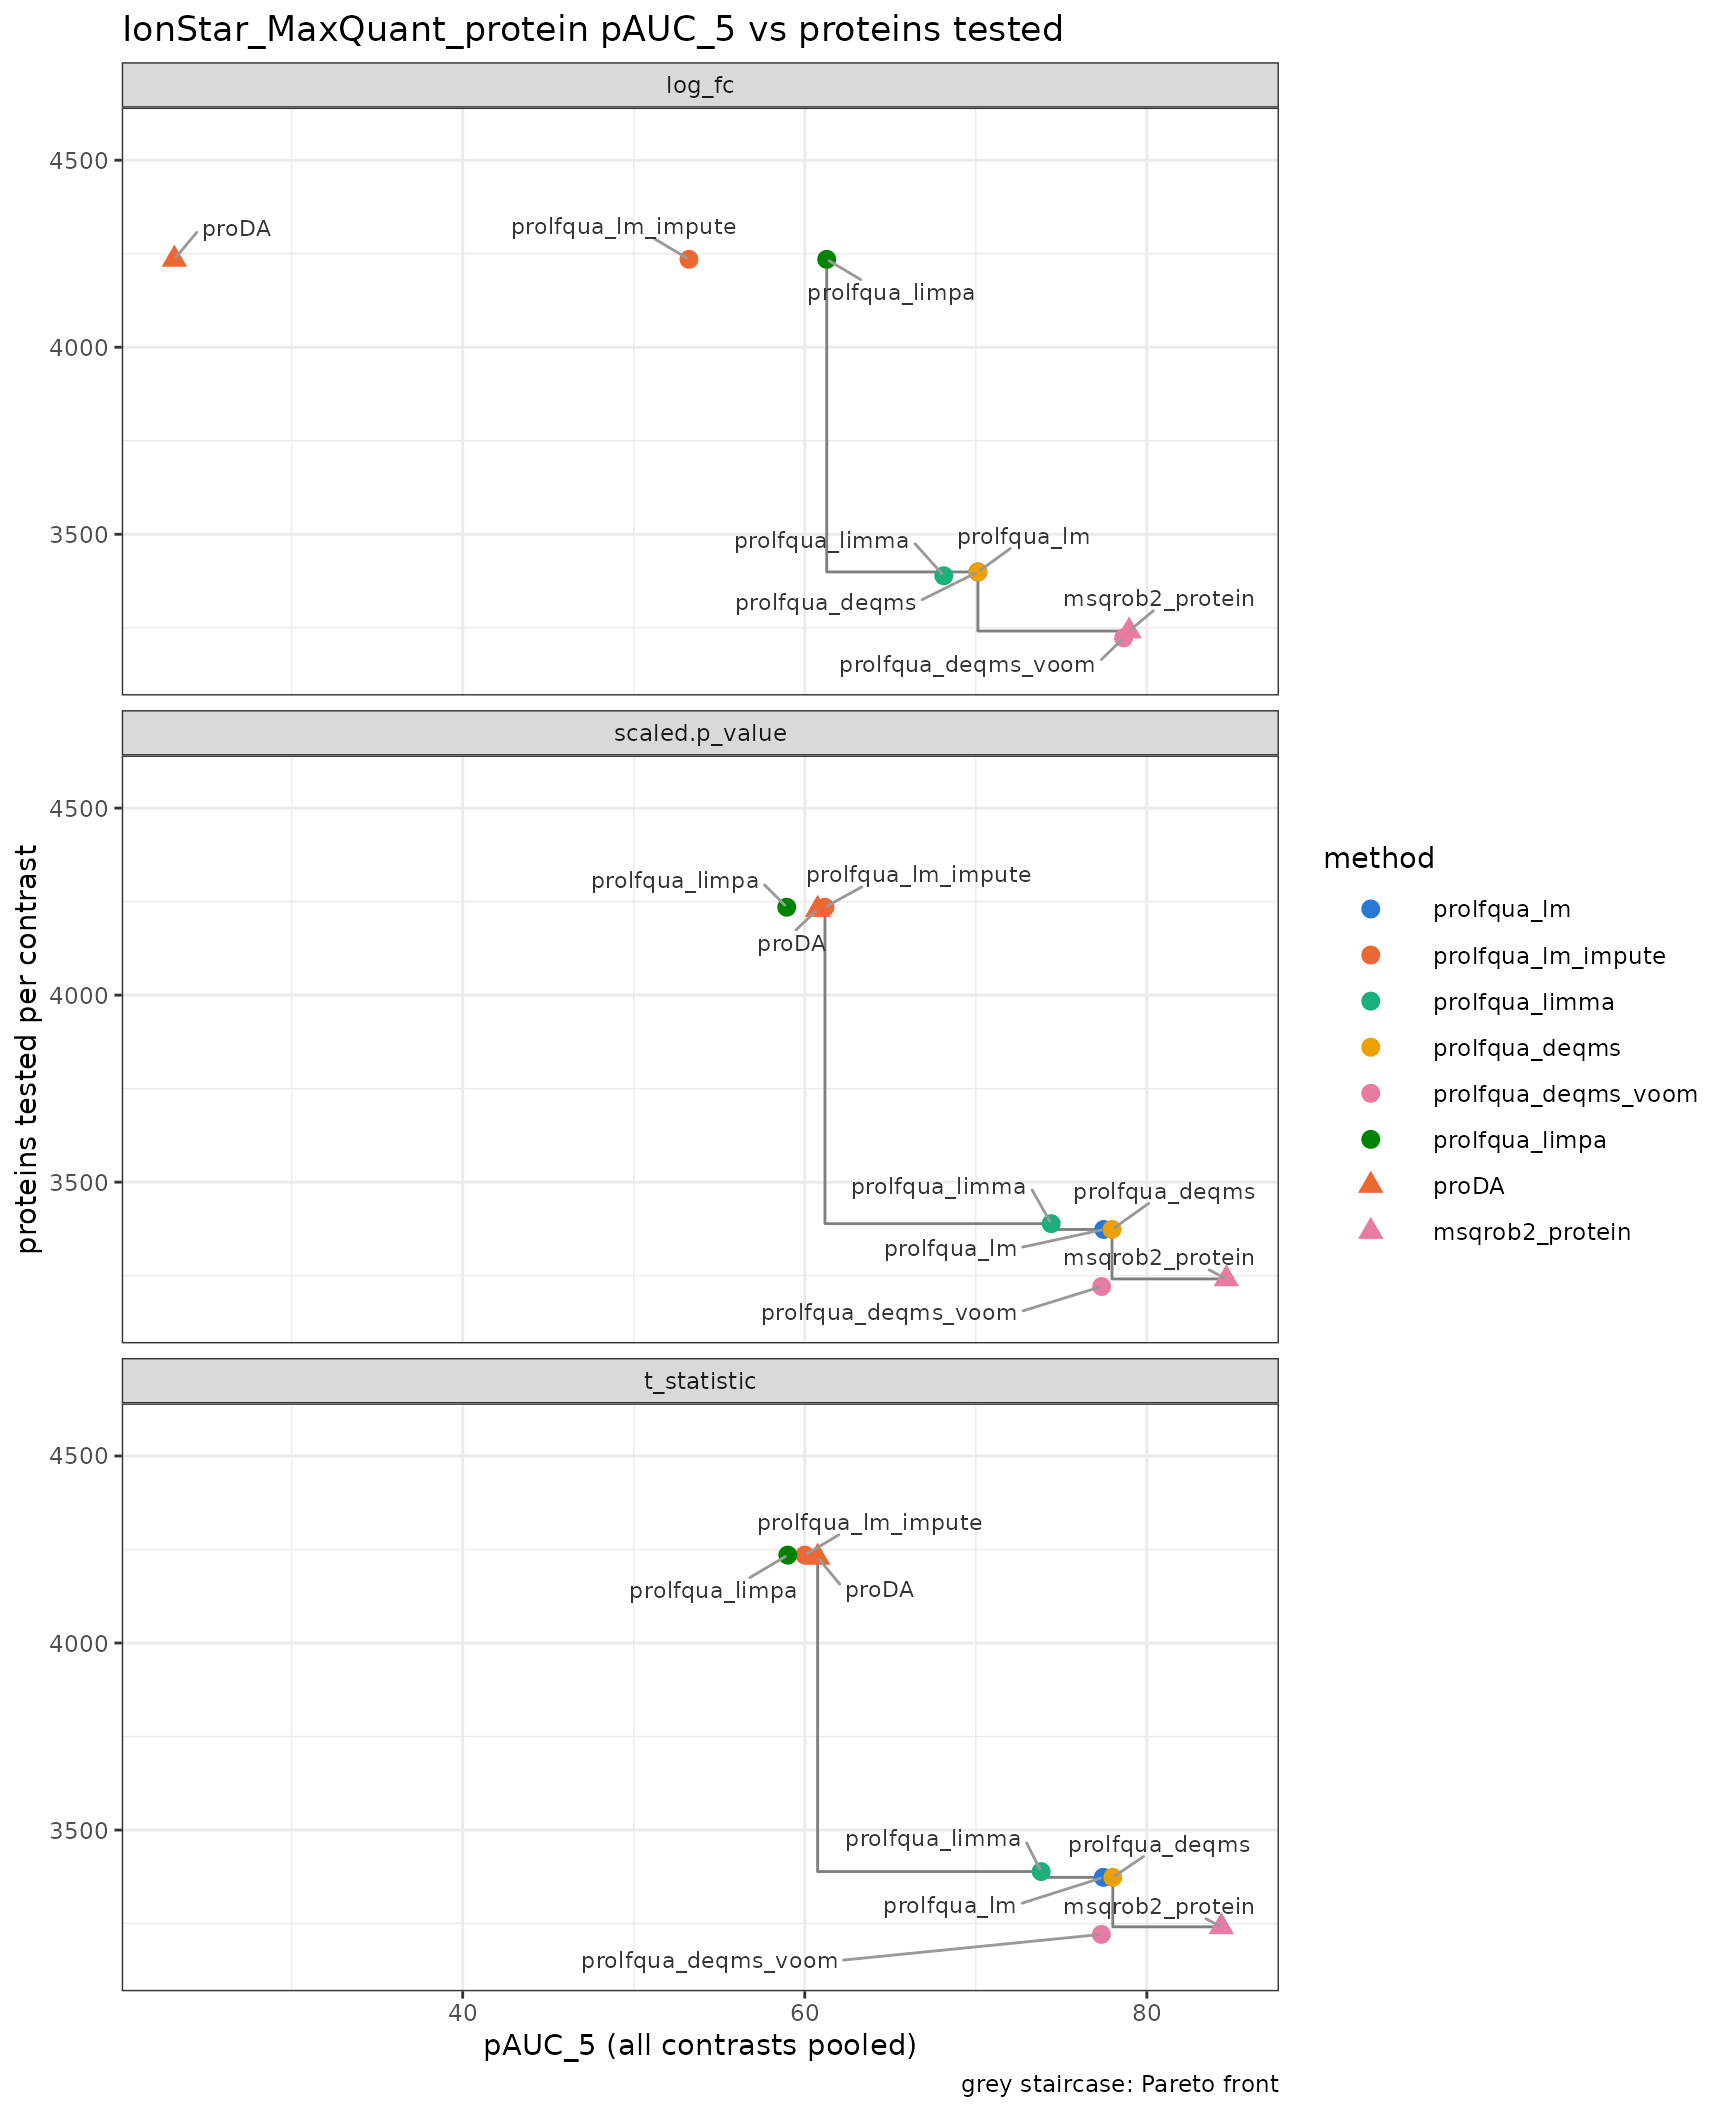 IonStar_MaxQuant_protein pAUC_5 vs proteins tested
log_fc
4500
4000
3500
proDA
prolfqua_lm_impute
prolfqua_limpa
prolfqua_limma
prolfqua_lm
prolfqua_deqms
msqrob2_protein
prolfqua_deqms_voom
scaled.p_value
4500
4000
3500
prolfqua_limpa
prolfqua_lm_impute
proDA
prolfqua_limma
prolfqua_deqms
prolfqua_lm
msqrob2_protein
prolfqua_deqms_voom
t_statistic
4500
4000
3500
prolfqua_lm_impute
prolfqua_limpa
proDA
prolfqua_limma
prolfqua_deqms
prolfqua_lm
msqrob2_protein
prolfqua_deqms_voom
40
60
80
pAUC_5 (all contrasts pooled)
proteins tested per contrast
grey staircase: Pareto front
method
prolfqua_lm
prolfqua_lm_impute
prolfqua_limma
prolfqua_deqms
prolfqua_deqms_voom
prolfqua_limpa
proDA
msqrob2_protein